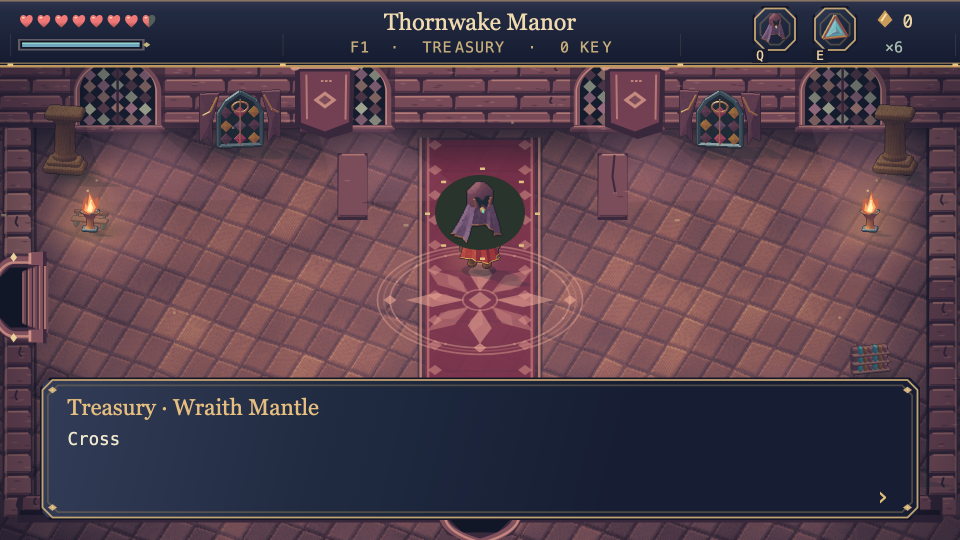 Thornwake Manor
F1 · TREASURY · 0 KEY
Q
E
0
×6
Treasury · Wraith Mantle
Cross